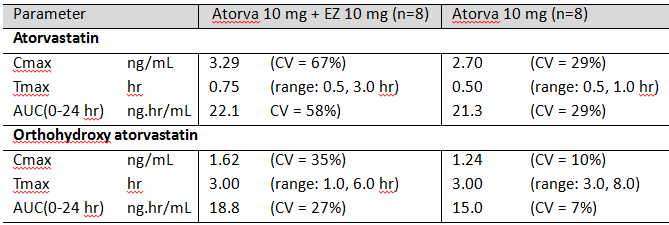 Parameter Atorva 10 mg + EZ 10 mg (n=8) Atorva 10 mg (n=8)
Atorvastatin
Cmax ng/mL 3.29 (CV = 67%) 2.70 (CV = 29%)
Tmax hr 0.75 (range: 0.5, 3.0 hr) 0.50 (range: 0.5, 1.0 hr)
AUC(0-24 hr) ng.hr/mL 22.1 CV = 58%) 21.3 (CV = 29%)
Orthohydroxy atorvastatin
Cmax ng/mL 1.62 (CV = 35%) 1.24 (CV = 10%)
Tmax hr 3.00 (range: 1.0, 6.0 hr) 3.00 (range: 3.0, 8.0)
AUC(0-24 hr) ng.hr/mL 18.8 (CV = 27%) 15.0 (CV = 7%)